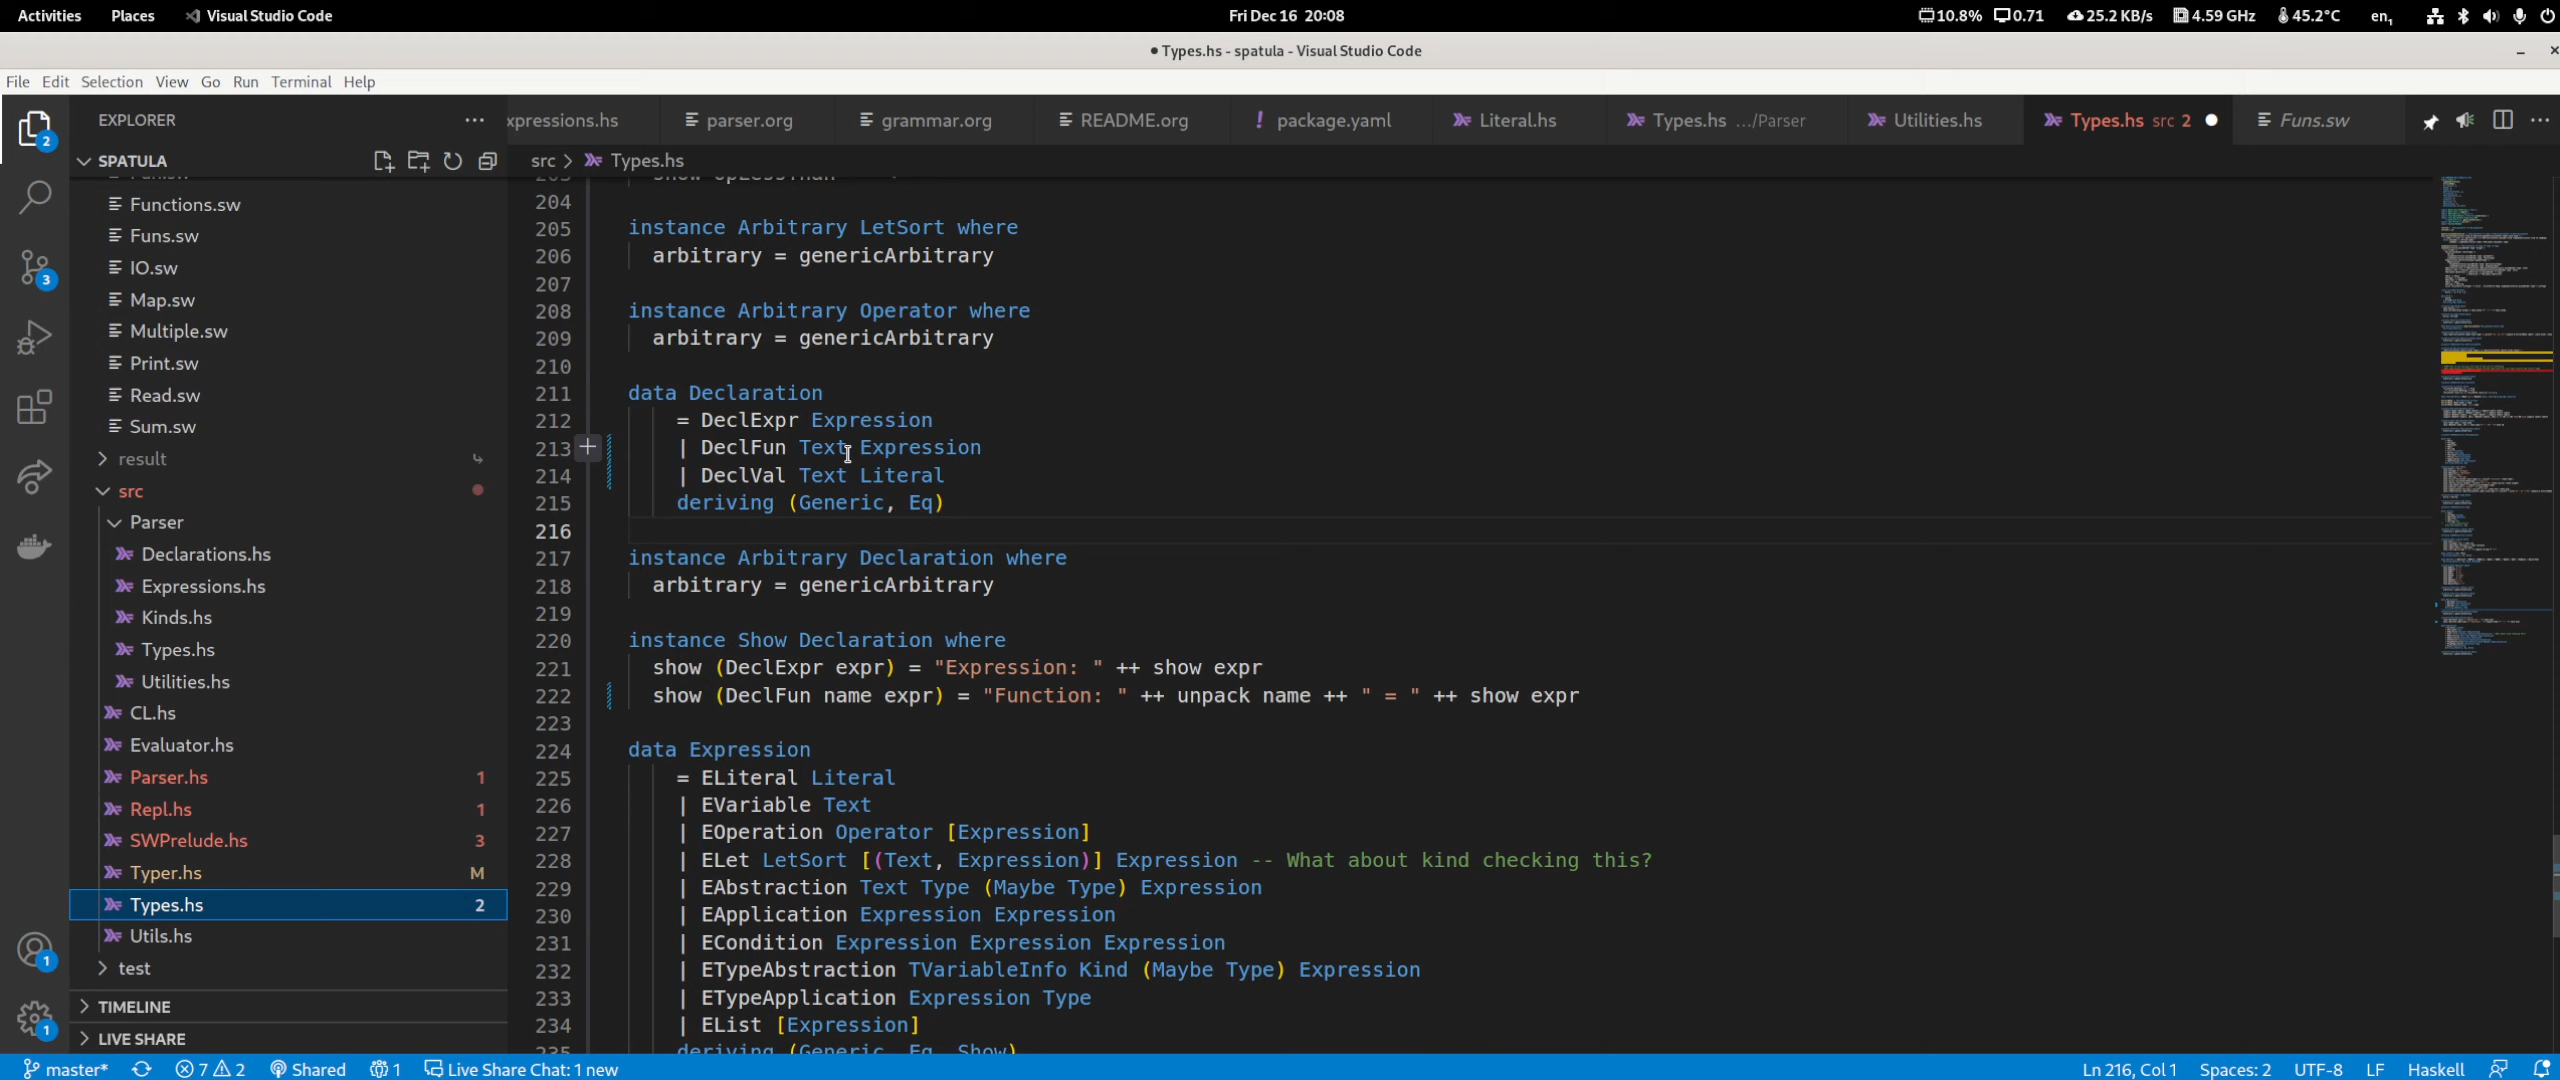 Activities Places Visual Studio Code Fri Dec 16 20:08 10.8% 0.71 25.2 KB/s 4.59 GHz 45.2°C en₁
● Types.hs - spatula - Visual Studio Code
File Edit Selection View Go Run Terminal Help
EXPLORER
SPATULA
Functions.sw
Funs.sw
IO.sw
Map.sw
Multiple.sw
Print.sw
Read.sw
Sum.sw
result
src
Parser
Declarations.hs
Expressions.hs
Kinds.hs
Types.hs
Utilities.hs
CL.hs
Evaluator.hs
Parser.hs 1
Repl.hs 1
SWPrelude.hs 3
Typer.hs M
Types.hs 2
Utils.hs
test
TIMELINE
LIVE SHARE
xpressions.hs parser.org grammar.org README.org package.yaml Literal.hs Types.hs .../Parser Utilities.hs Types.hs src 2 Funs.sw
src > Types.hs
204
205 instance Arbitrary LetSort where
206 arbitrary = genericArbitrary
207
208 instance Arbitrary Operator where
209 arbitrary = genericArbitrary
210
211 data Declaration
212 = DeclExpr Expression
213 | DeclFun Text Expression
214 | DeclVal Text Literal
215 deriving (Generic, Eq)
216
217 instance Arbitrary Declaration where
218 arbitrary = genericArbitrary
219
220 instance Show Declaration where
221 show (DeclExpr expr) = "Expression: " ++ show expr
222 show (DeclFun name expr) = "Function: " ++ unpack name ++ " = " ++ show expr
223
224 data Expression
225 = ELiteral Literal
226 | EVariable Text
227 | EOperation Operator [Expression]
228 | ELet LetSort [(Text, Expression)] Expression -- What about kind checking this?
229 | EAbstraction Text Type (Maybe Type) Expression
230 | EApplication Expression Expression
231 | ECondition Expression Expression Expression
232 | ETypeAbstraction TVariableInfo Kind (Maybe Type) Expression
233 | ETypeApplication Expression Type
234 | EList [Expression]
235 deriving (Generic, Eq, Show)
2
3
1
1
master* 7 2 Shared 1 Live Share Chat: 1 new Ln 216, Col 1 Spaces: 2 UTF-8 LF Haskell